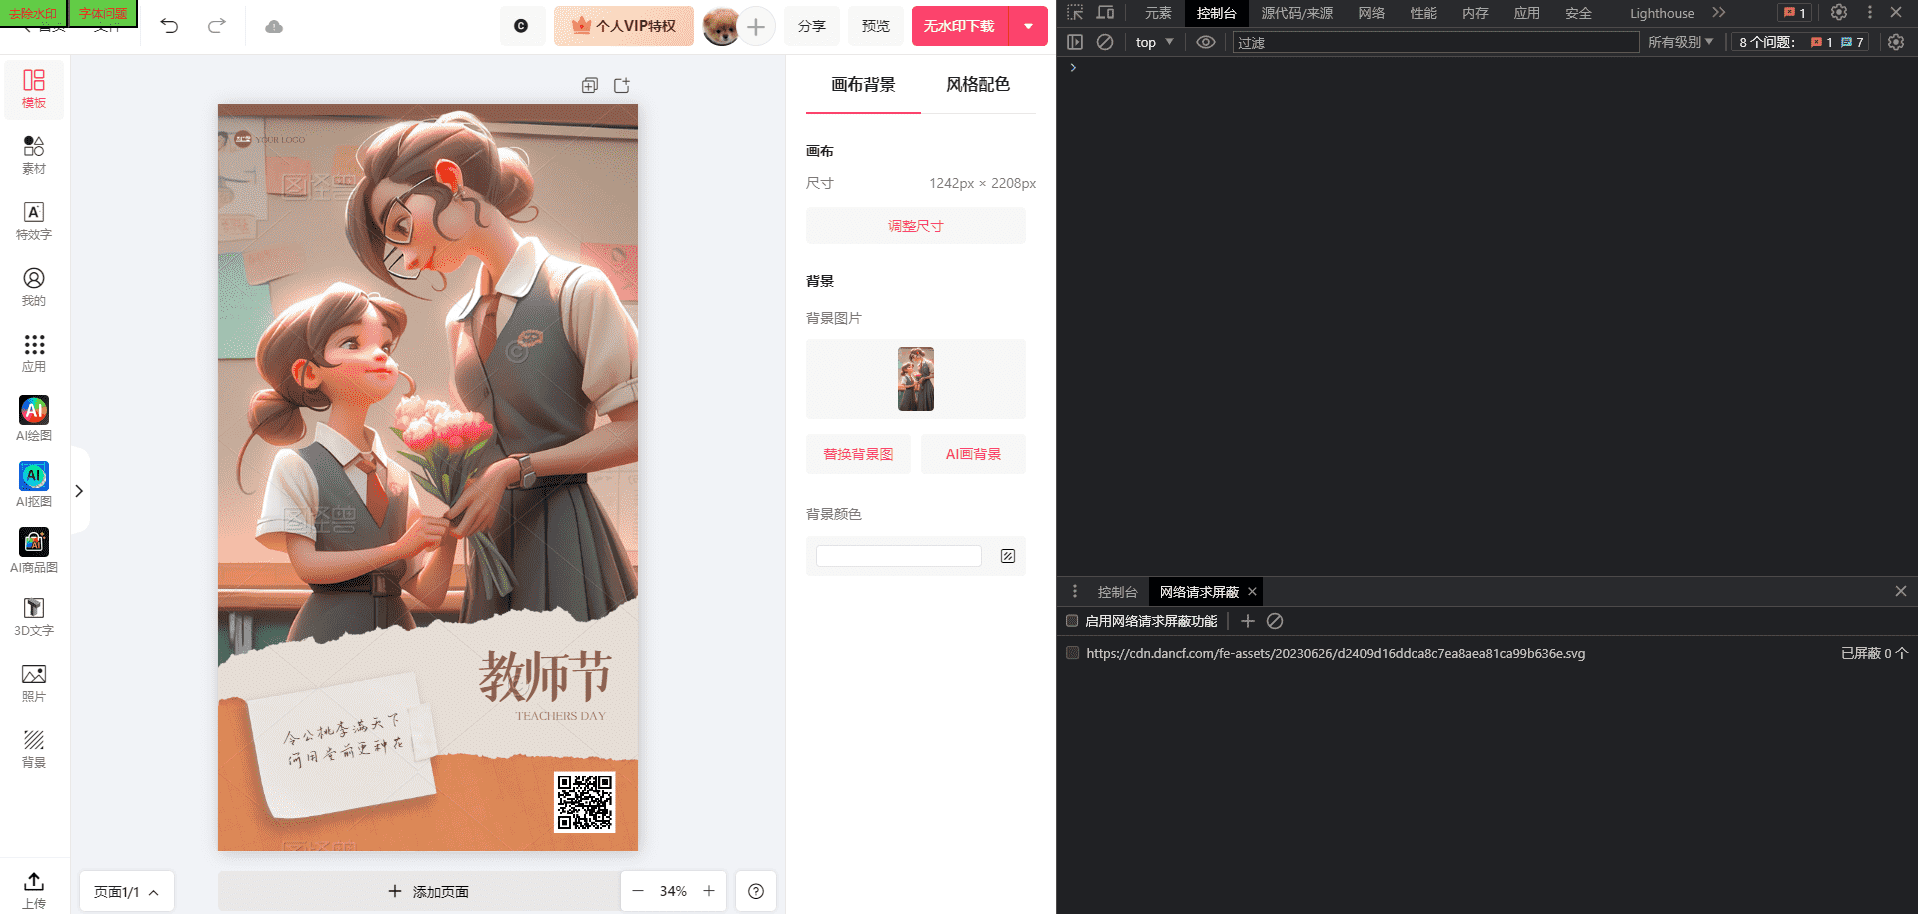 去除水印 字体问题
首页 文件
个人VIP特权 分享 预览 无水印下载
模板
素材
特效字
我的
应用
AI绘图
AI抠图
AI商品图
3D文字
照片
背景
上传
YOUR LOGO
图怪兽
图怪兽
教师节
TEACHERS DAY
令公桃李满天下
何用堂前更种花
图怪兽
页面1/1
添加页面
34%
画布背景 风格配色
画布
尺寸 1242px × 2208px
调整尺寸
背景
背景图片
替换背景图 AI画背景
背景颜色
元素 控制台 源代码/来源 网络 性能 内存 应用 安全 Lighthouse 1
top 过滤 所有级别 8 个问题: 1 7
控制台 网络请求屏蔽
启用网络请求屏蔽功能
https://cdn.dancf.com/fe-assets/20230626/d2409d16ddca8c7ea8aea81ca99b636e.svg 已屏蔽 0 个